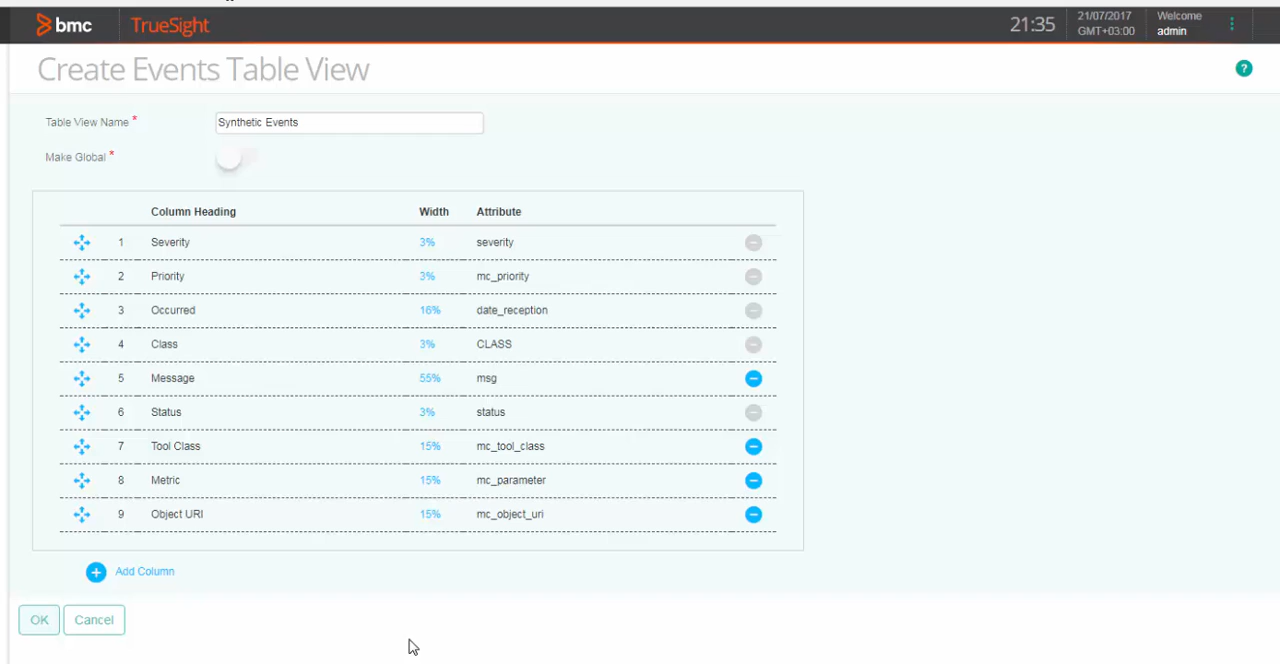 bmc TrueSight 21:35 21/07/2017 GMT+03:00 Welcome admin
Create Events Table View ?
Table View Name * Synthetic Events
Make Global *
Column Heading Width Attribute
1 Severity 3% severity
2 Priority 3% mc_priority
3 Occurred 16% date_reception
4 Class 3% CLASS
5 Message 55% msg
6 Status 3% status
7 Tool Class 15% mc_tool_class
8 Metric 15% mc_parameter
9 Object URI 15% mc_object_uri
Add Column
OK Cancel